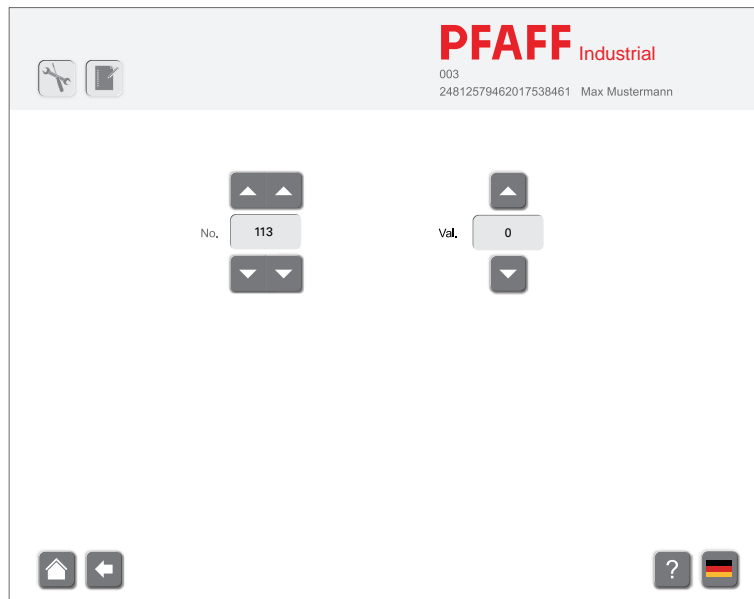 PFAFF Industrial
003
24812579462017538461 Max Mustermann
No. 113
Val. 0
?